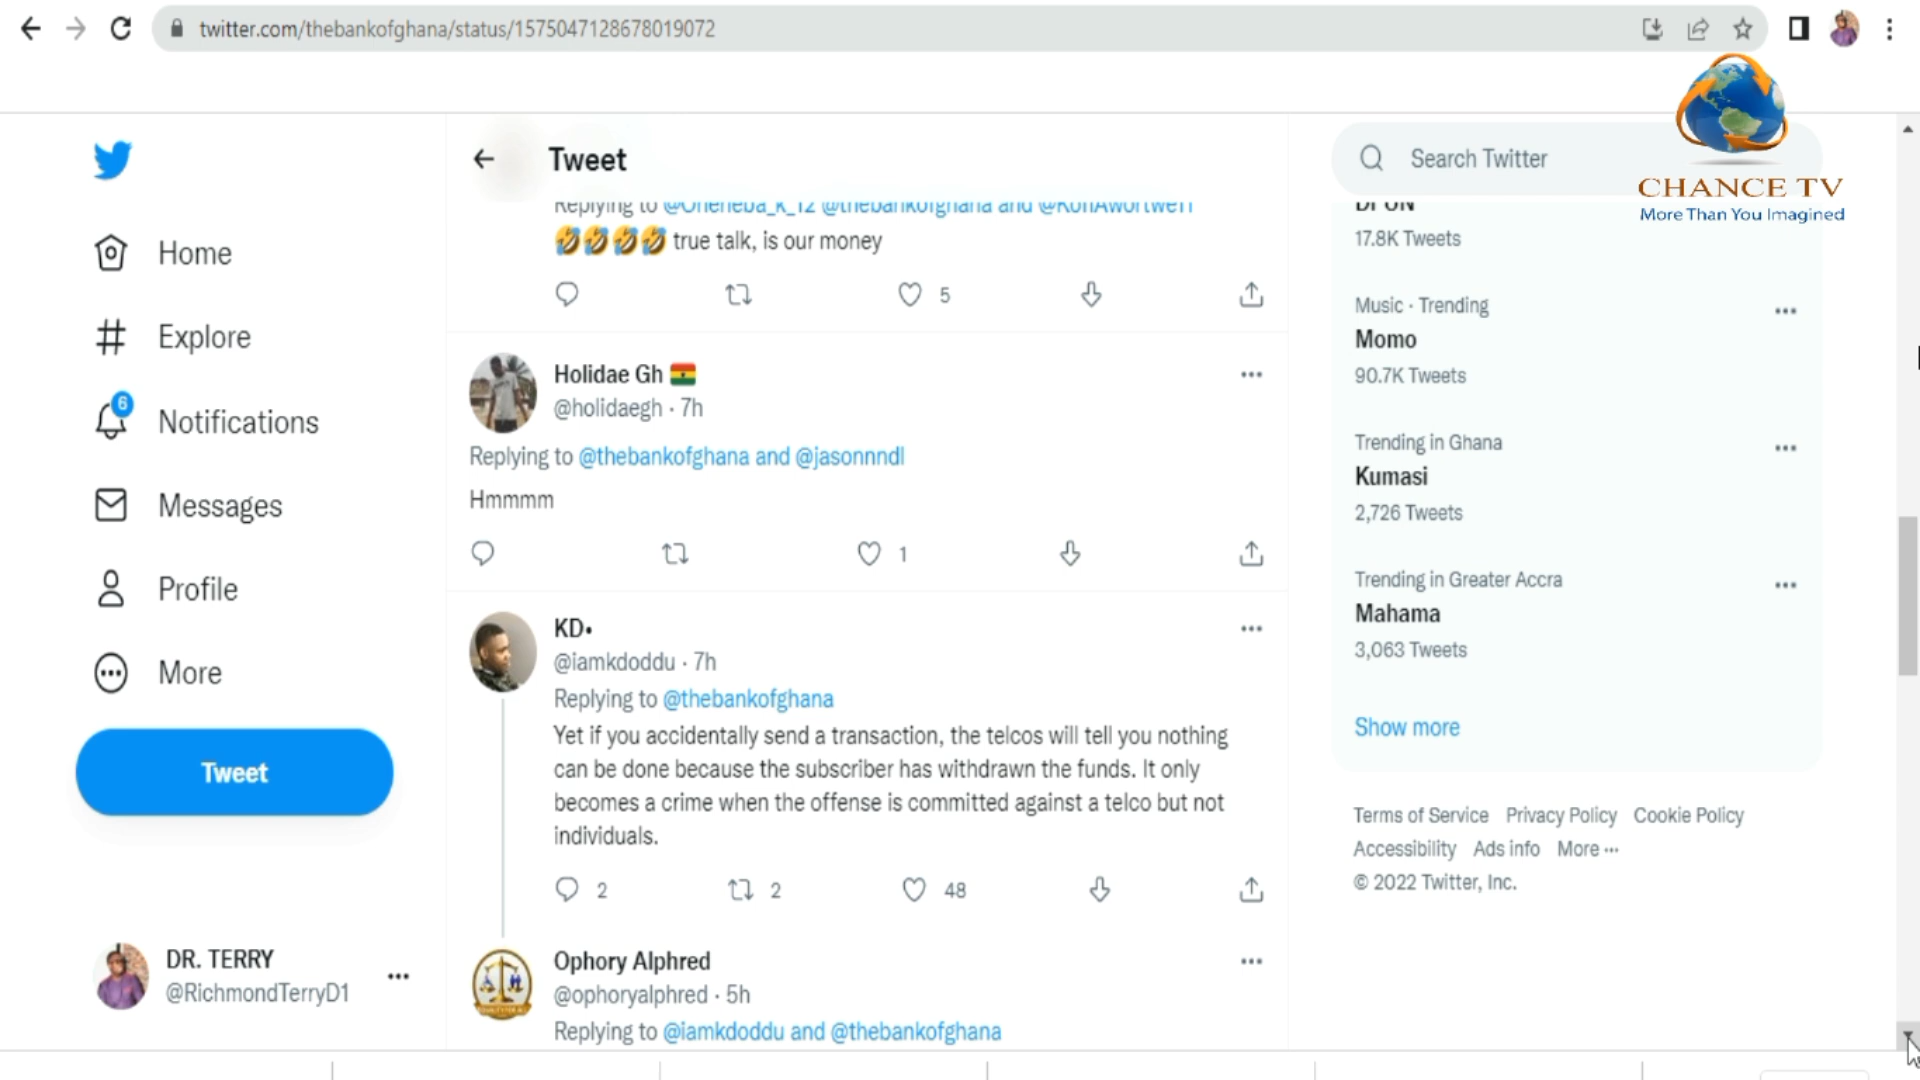 twitter.com/thebankofghana/status/1575047128678019072
CHANCE TV
More Than You Imagined
Tweet
Search Twitter
Replying to @thebankofghana and
🤣🤣🤣🤣 true talk, is our money
5
17.8K Tweets
Home
Explore
6
Notifications
Messages
Profile
More
Tweet
DR. TERRY
@RichmondTerryD1
Holidae Gh 🇬🇭
@holidaegh · 7h
Replying to @thebankofghana and @jasonnndl
Hmmmm
1
KD•
@iamkdoddu · 7h
Replying to @thebankofghana
Yet if you accidentally send a transaction, the telcos will tell you nothing
can be done because the subscriber has withdrawn the funds. It only
becomes a crime when the offense is committed against a telco but not
individuals.
2 2 48
Ophory Alphred
@ophoryalphred · 5h
Replying to @iamkdoddu and @thebankofghana
Music · Trending
Momo
90.7K Tweets
Trending in Ghana
Kumasi
2,726 Tweets
Trending in Greater Accra
Mahama
3,063 Tweets
Show more
Terms of Service Privacy Policy Cookie Policy
Accessibility Ads info More ···
© 2022 Twitter, Inc.